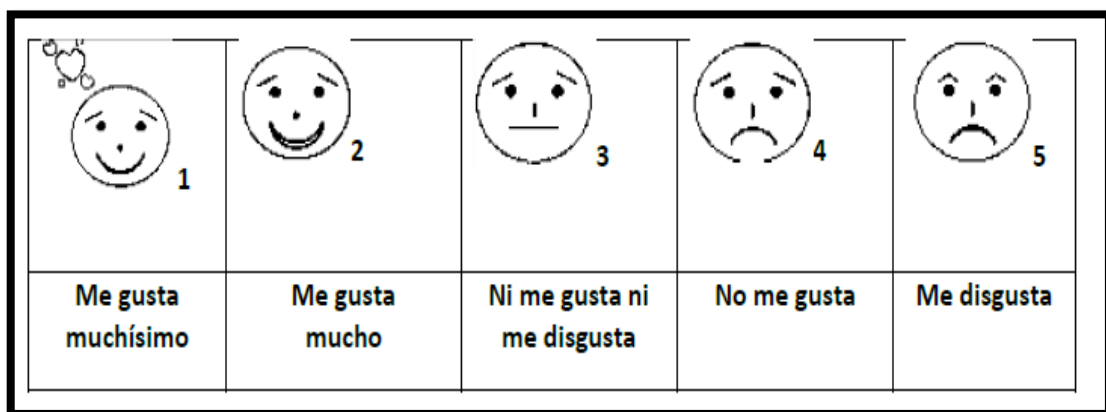 1
2
3
4
5
Me gusta
muchísimo
Me gusta
mucho
Ni me gusta ni
me disgusta
No me gusta
Me disgusta